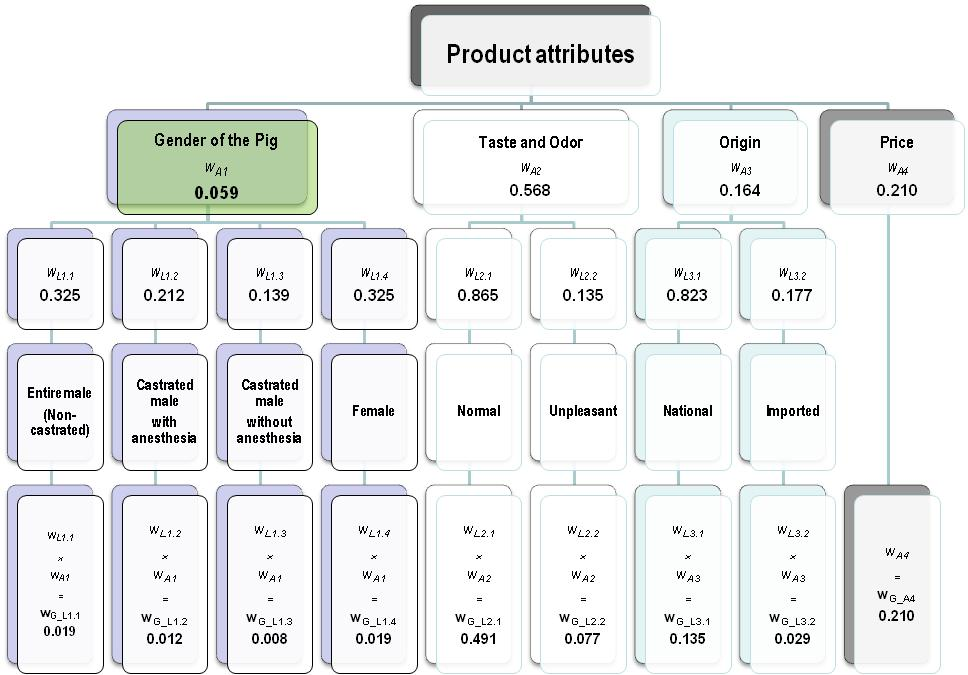 Product attributes
Gender of the Pig
WA1
0.059
Taste and Odor
WA2
0.568
Origin
WA3
0.164
Price
WA4
0.210
WL1.1
0.325
WL1.2
0.212
WL1.3
0.139
WL1.4
0.325
WL2.1
0.865
WL2.2
0.135
WL3.1
0.823
WL3.2
0.177
Entiremale
(Non-
castrated)
Castrated
male
with
anesthesia
Castrated
male
without
anesthesia
Female
Normal
Unpleasant
National
Imported
WL1.1
×
WA1
=
WG_L1.1
0.019
WL1.2
×
WA1
=
WG_L1.2
0.012
WL1.3
×
WA1
=
WG_L1.3
0.008
WL1.4
×
WA1
=
WG_L1.4
0.019
WL2.1
×
WA2
=
WG_L2.1
0.491
WL2.2
×
WA2
=
WG_L2.2
0.077
WL3.1
×
WA3
=
WG_L3.1
0.135
WL3.2
×
WA3
=
WG_L3.2
0.029
WA4
=
WG_A4
0.210